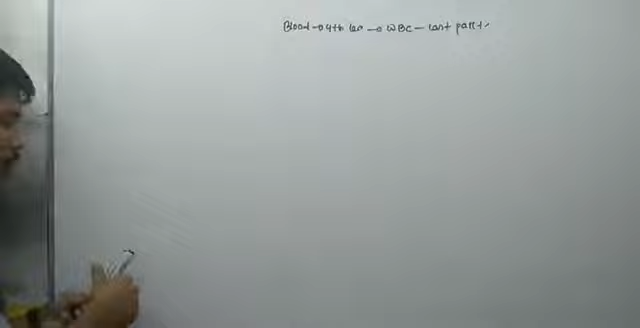 Blood → 4th Lec → WBC - Last part: